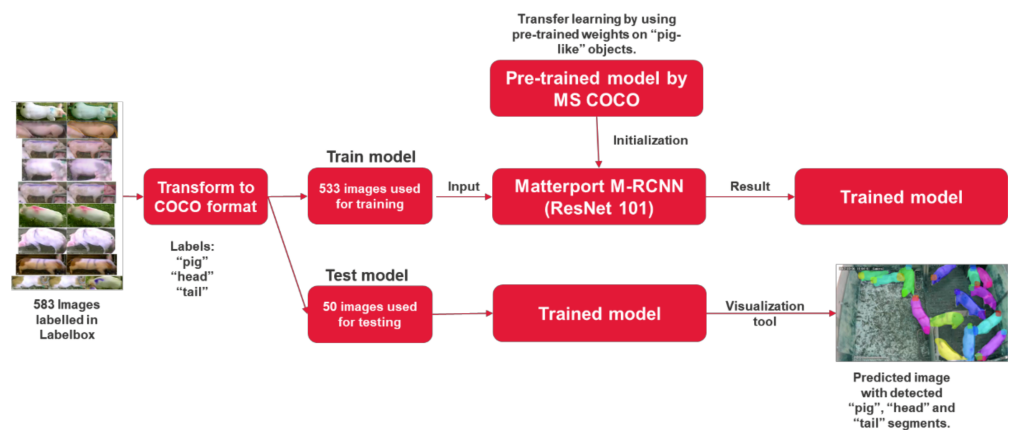 Transfer learning by using
pre-trained weights on “pig-
like” objects.
Pre-trained model by
MS COCO
Initialization
Train model
Transform to
COCO format
533 images used
for training
Input
Matterport M-RCNN
(ResNet 101)
Result
Trained model
Labels:
“pig”
“head”
“tail”
Test model
50 images used
for testing
Trained model
Visualization
tool
583 Images
labelled in
Labelbox
Predicted image
with detected
“pig”, “head” and
“tail” segments.